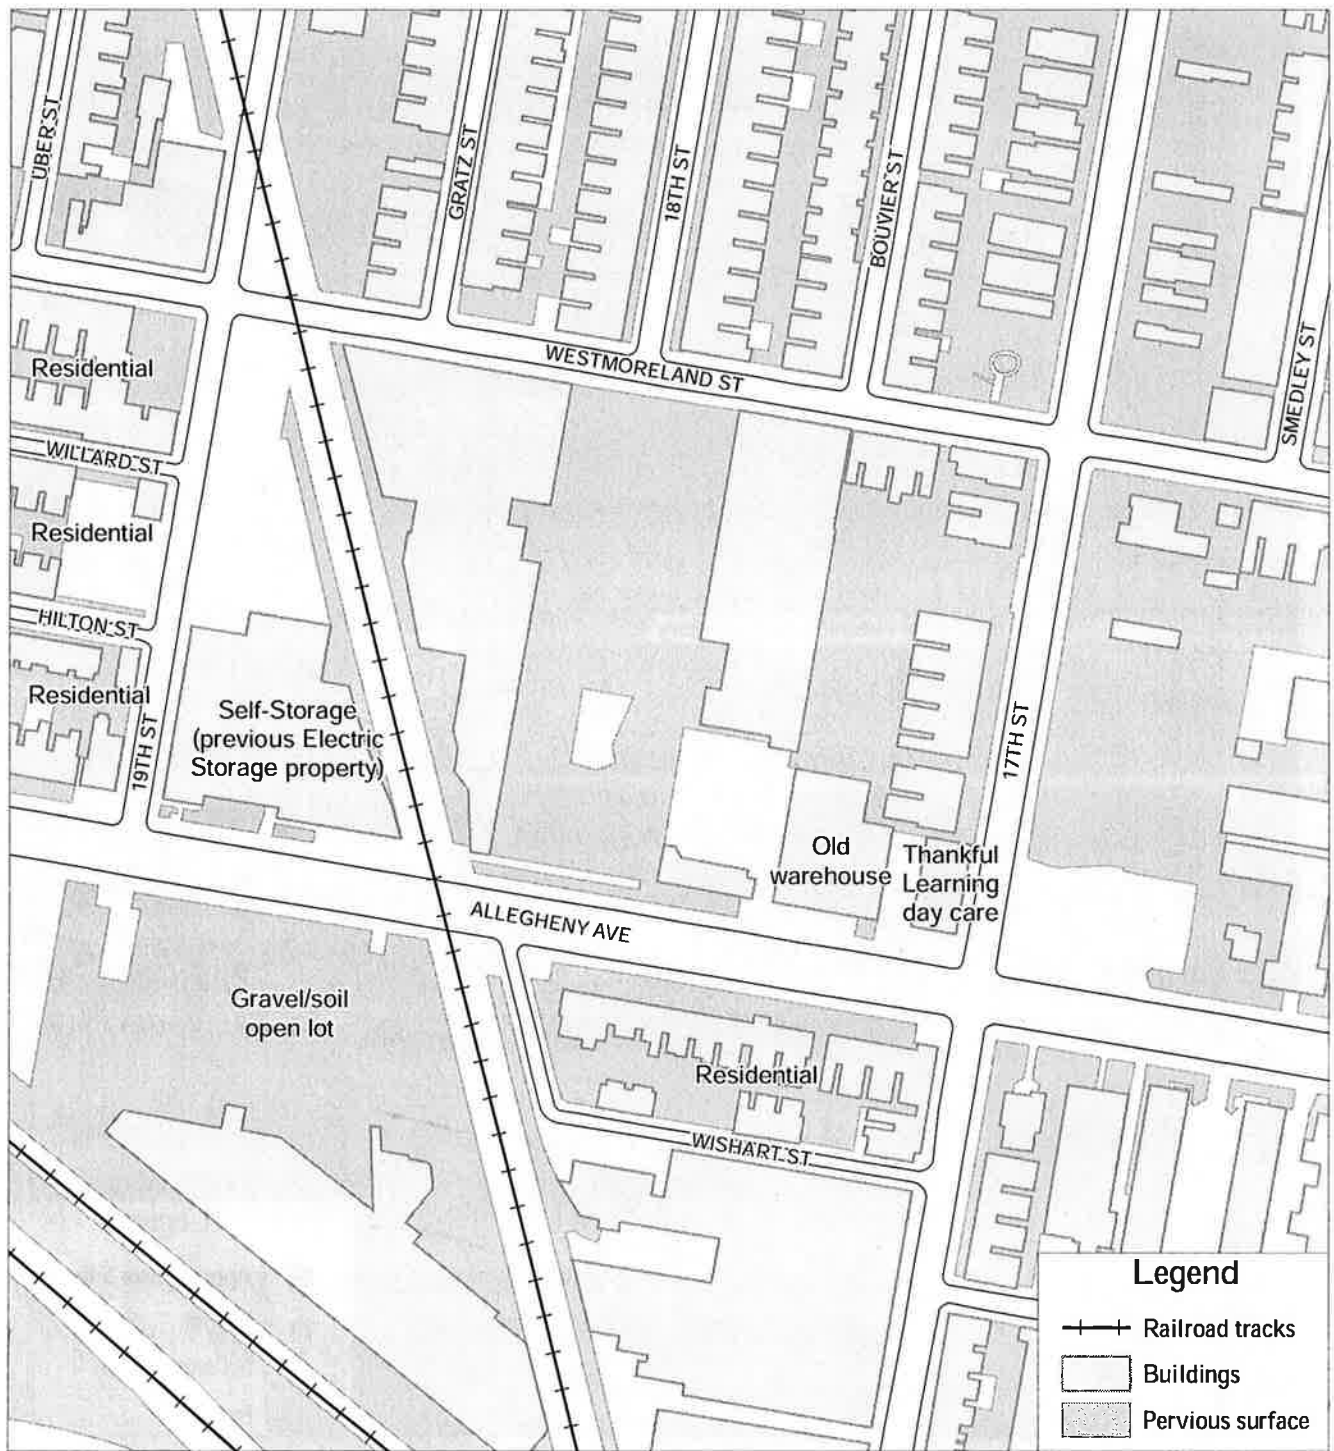 UBER ST
GRATZ ST
18TH ST
BOUVIER ST
SMEDLEY ST
WESTMORELAND ST
Residential
WILLARD ST
Residential
HILTON ST
Residential
19TH ST
Self-Storage
(previous Electric
Storage property)
17TH ST
Old
warehouse
Thankful
Learning
day care
ALLEGHENY AVE
Gravel/soil
open lot
Residential
WISHART ST
Legend
Railroad tracks
Buildings
Pervious surface